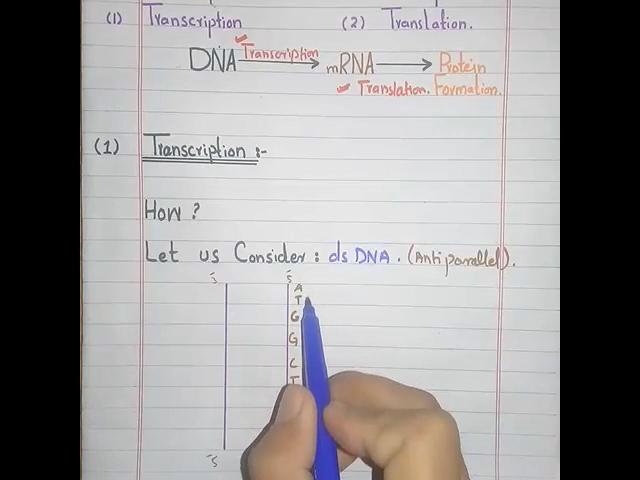 (1) Transcription (2) Translation.
DNA Transcription mRNA Protein
Translation. Formation.
(1) Transcription :-
How ?
Let us Consider : ds DNA . (Antiparallel).
3' 5'
A
T
G
G
C
T
5'